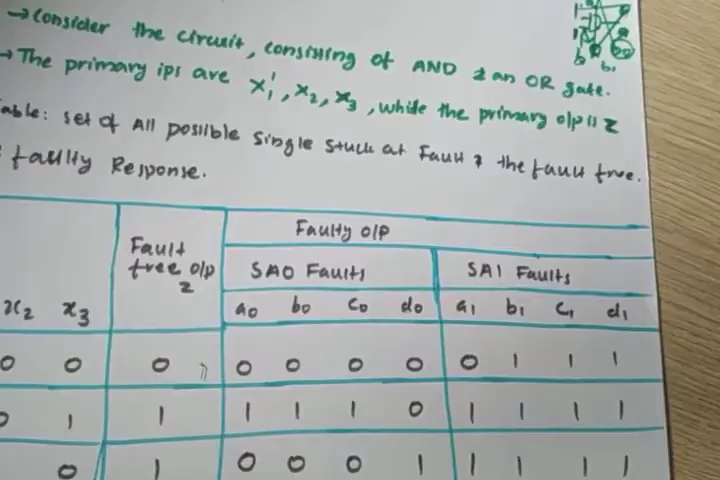 →Consider the circuit, consisting of AND & an OR gate.
→The primary ips are x₁', x₂, x₃, while the primary o/p is z
able: set of All possible single stuck at Fault & the fault free.
faulty Response.
Faulty o/p
Fault free o/p z
SA0 Faults SA1 Faults
x₂ x₃ a₀ b₀ c₀ d₀ a₁ b₁ c₁ d₁
0 0 0 0 0 0 0 0 1 1 1
0 1 1 1 1 1 0 1 1 1 1
0 1 0 0 0 1 1 1 1 1